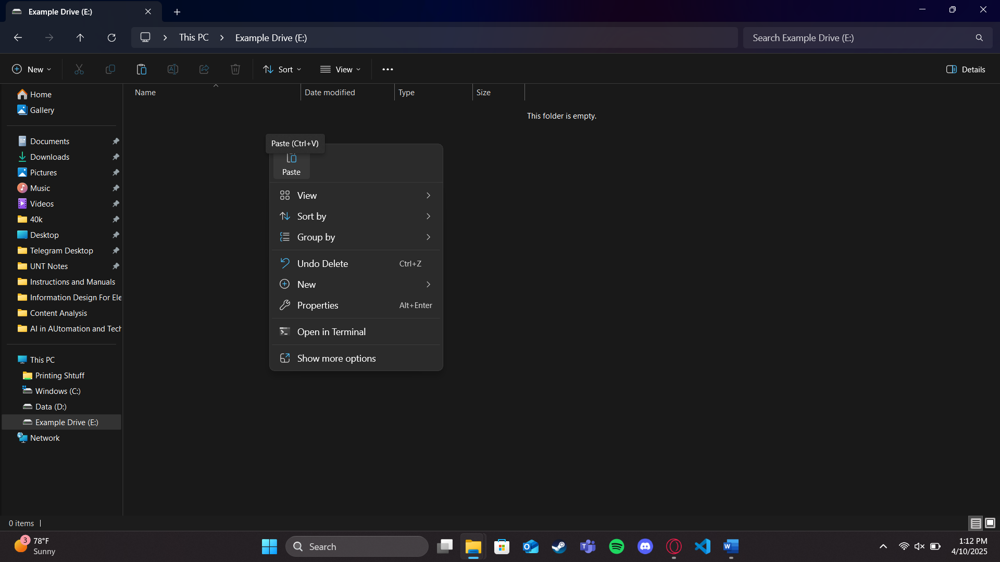 Example Drive (E:)
This PC
Example Drive (E:)
Search Example Drive (E:)
New
Sort
View
Details
Name
Date modified
Type
Size
This folder is empty.
Home
Gallery
Documents
Downloads
Pictures
Music
Videos
40k
Desktop
Telegram Desktop
UNT Notes
Instructions and Manuals
Information Design For Ele
Content Analysis
AI in AUtomation and Tech
This PC
Printing Shtuff
Windows (C:)
Data (D:)
Example Drive (E:)
Network
Paste (Ctrl+V)
Paste
View
Sort by
Group by
Undo Delete Ctrl+Z
New
Properties Alt+Enter
Open in Terminal
Show more options
0 items
3
78°F
Sunny
Search
1:12 PM
4/10/2025